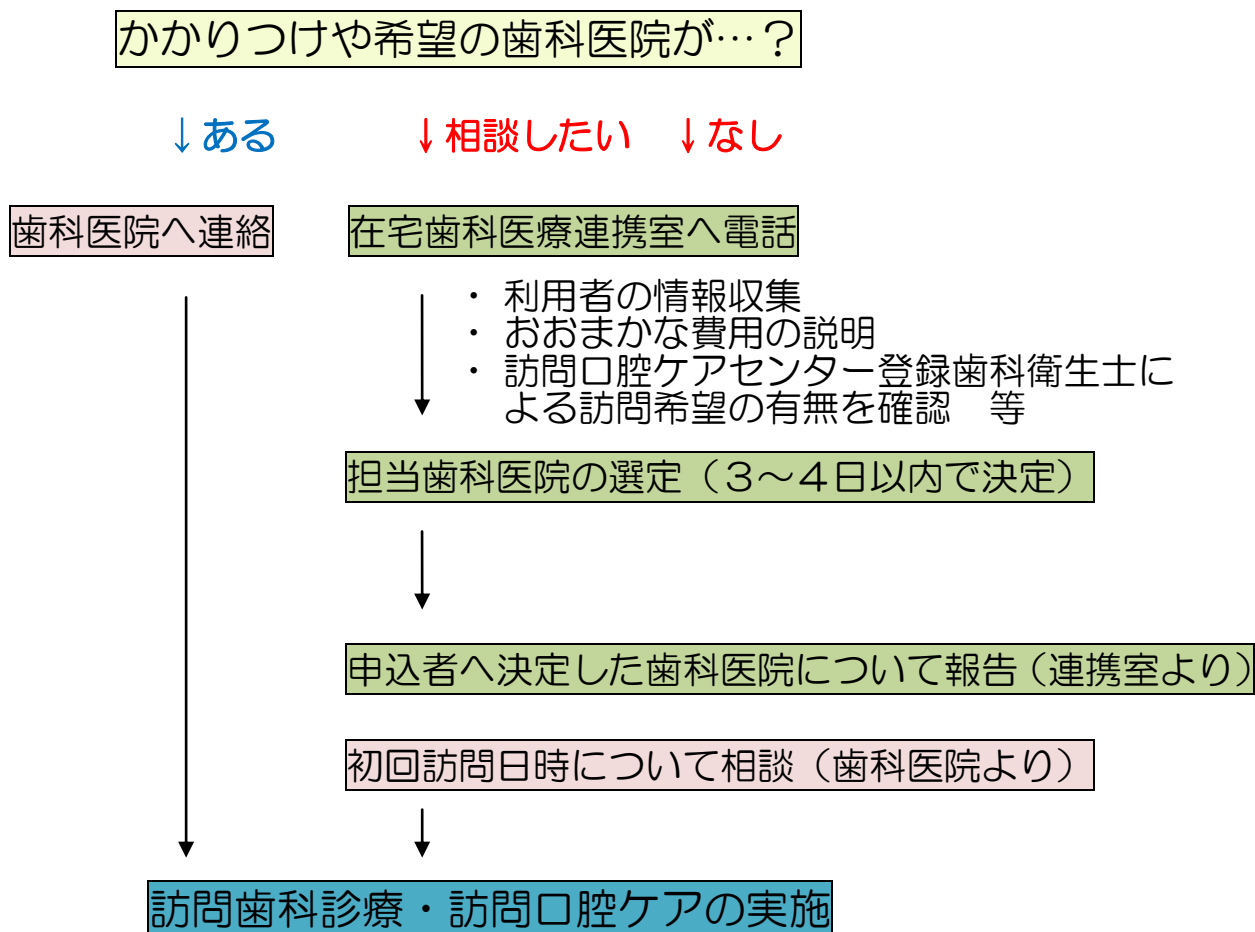 かかりつけや希望の歯科医院が…？
↓ある
↓相談したい ↓なし
歯科医院へ連絡
在宅歯科医療連携室へ電話
・ 利用者の情報収集
・ おおまかな費用の説明
・ 訪問口腔ケアセンター登録歯科衛生士に
よる訪問希望の有無を確認　等
担当歯科医院の選定（３～４日以内で決定）
申込者へ決定した歯科医院について報告（連携室より）
初回訪問日時について相談（歯科医院より）
訪問歯科診療・訪問口腔ケアの実施